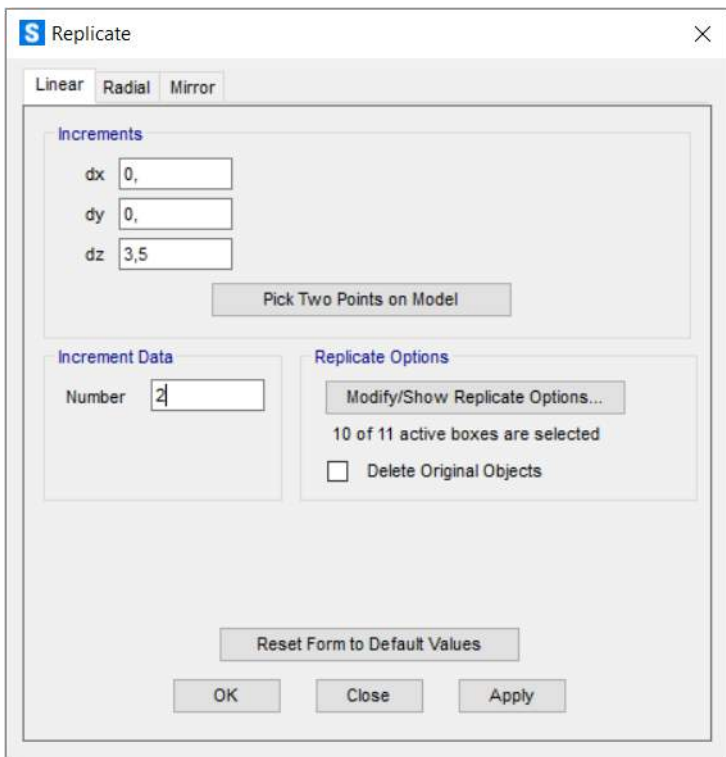 S Replicate
Linear Radial Mirror
Increments
dx 0,
dy 0,
dz 3,5
Pick Two Points on Model
Increment Data
Number 2
Replicate Options
Modify/Show Replicate Options...
10 of 11 active boxes are selected
Delete Original Objects
Reset Form to Default Values
OK Close Apply